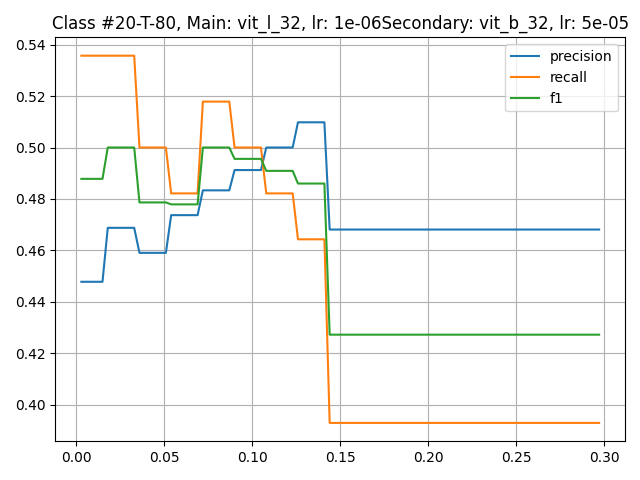 Class #20-T-80, Main: vit_l_32, lr: 1e-06Secondary: vit_b_32, lr: 5e-05
precision
recall
f1
0.54
0.52
0.50
0.48
0.46
0.44
0.42
0.40
0.00 0.05 0.10 0.15 0.20 0.25 0.30